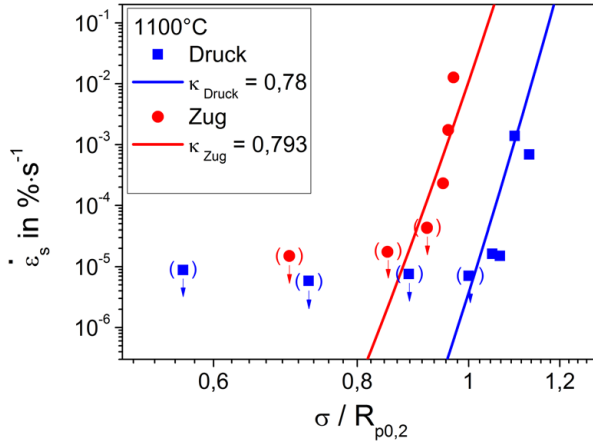 10⁻¹
10⁻²
10⁻³
10⁻⁴
10⁻⁵
10⁻⁶
ε̇ₛ in %·s⁻¹
1100°C
Druck
κ Druck = 0,78
Zug
κ Zug = 0,793
( ) ( ) ( ) ( ) ( ) ( ) ( )
0,6 0,8 1 1,2
σ / Rp0,2